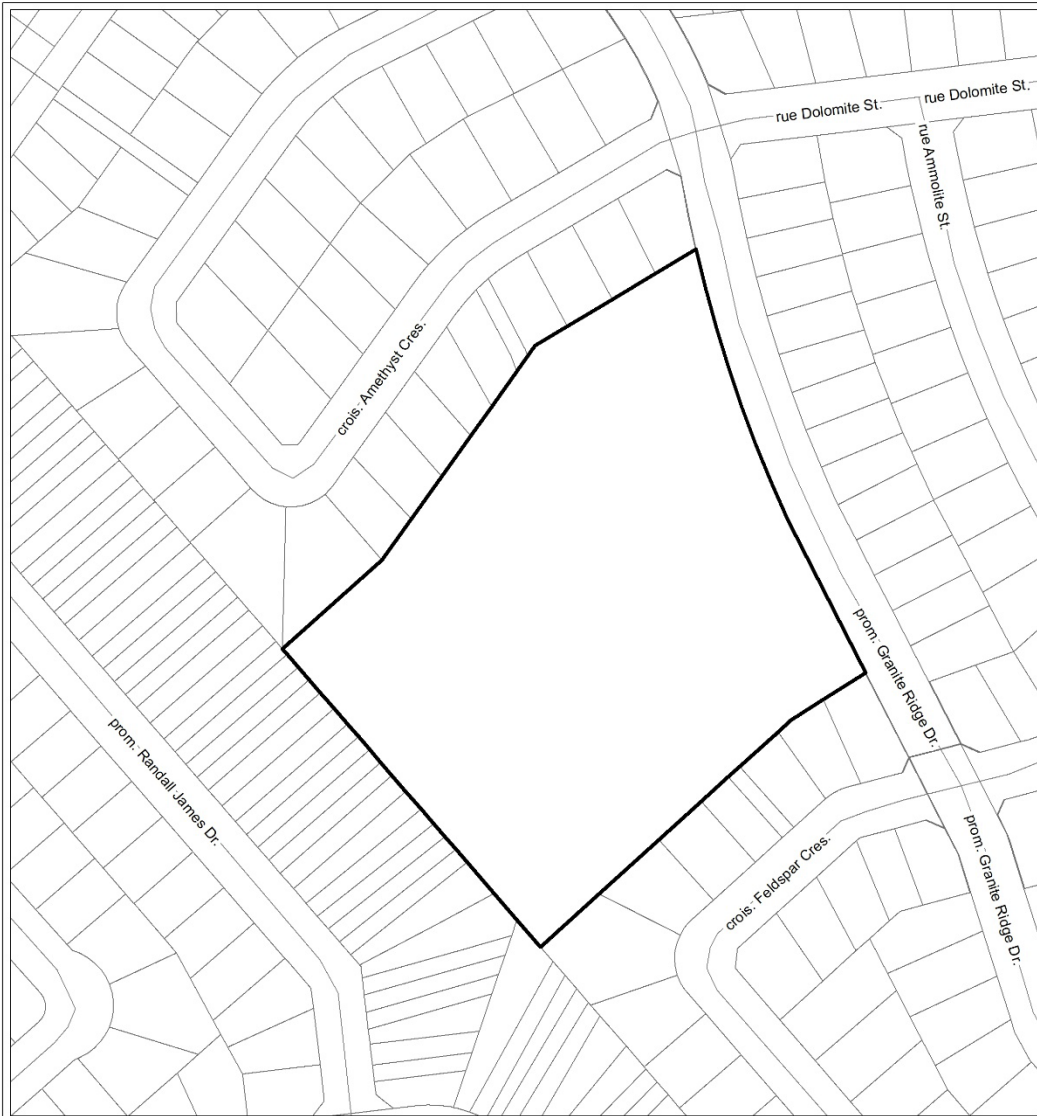 rue Dolomite St.
rue Dolomite St.
rue Ammolite St.
crois. Amethyst Cres.
prom. Granite Ridge Dr.
prom. Randall James Dr.
crois. Feldspar Cres.
prom. Granite Ridge Dr.